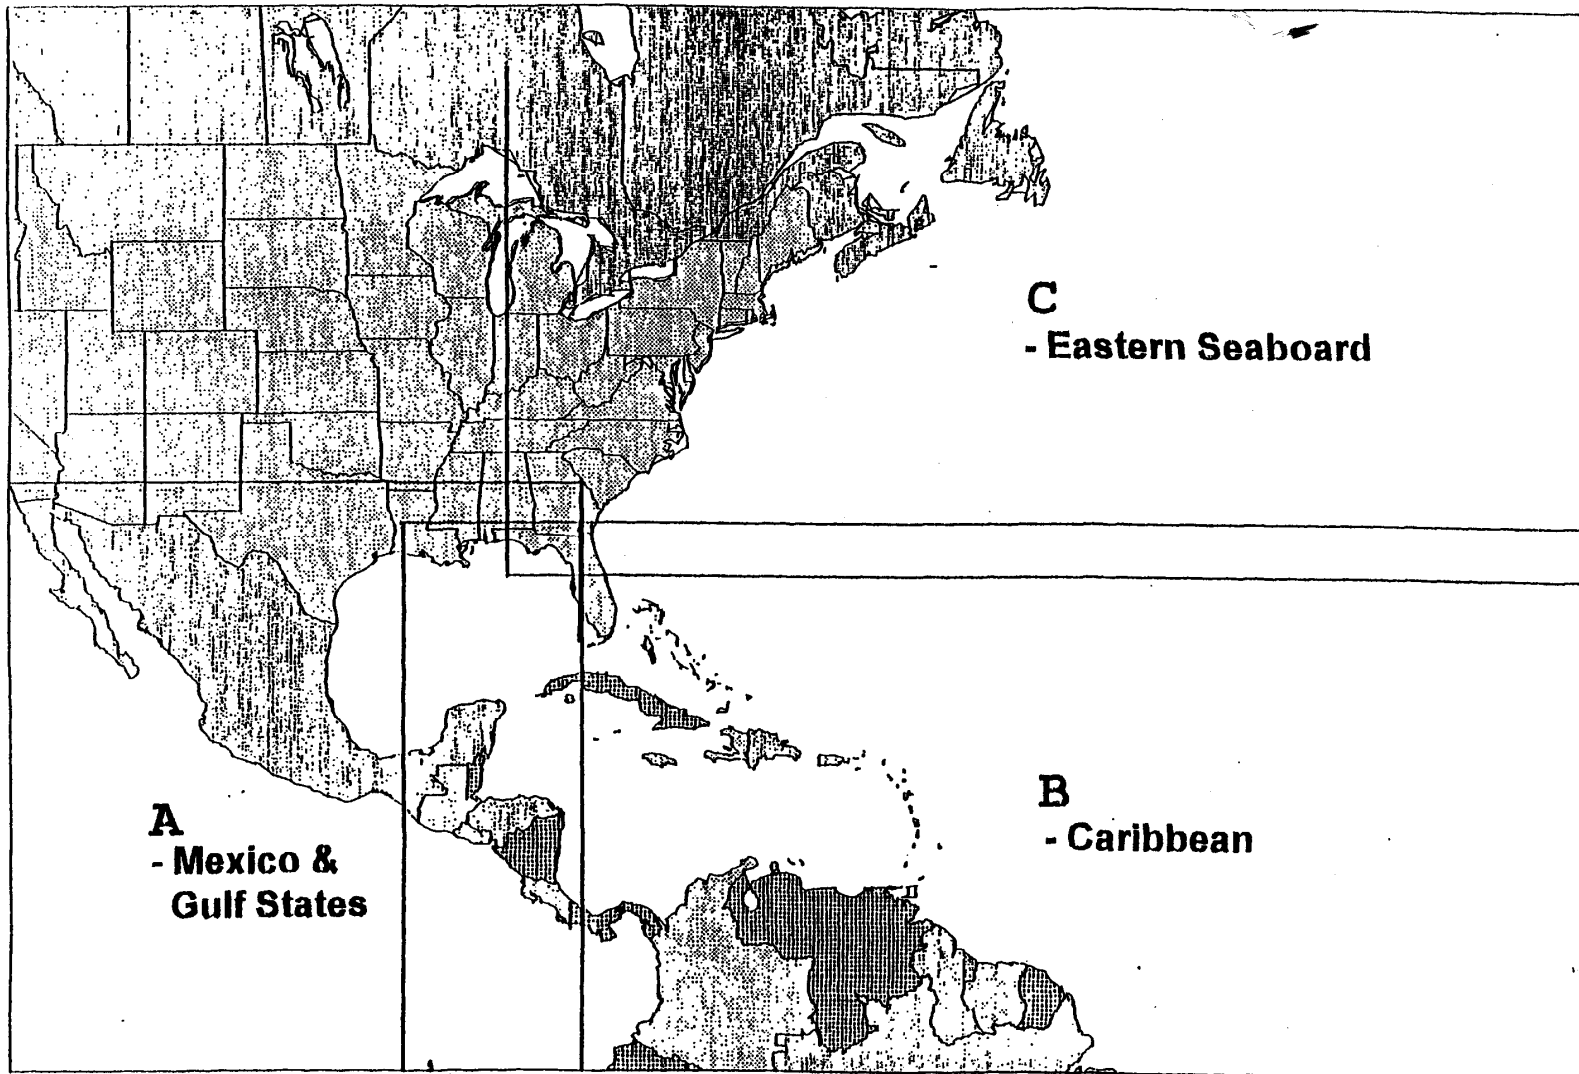 C
- Eastern Seaboard
B
- Caribbean
A
- Mexico &
Gulf States